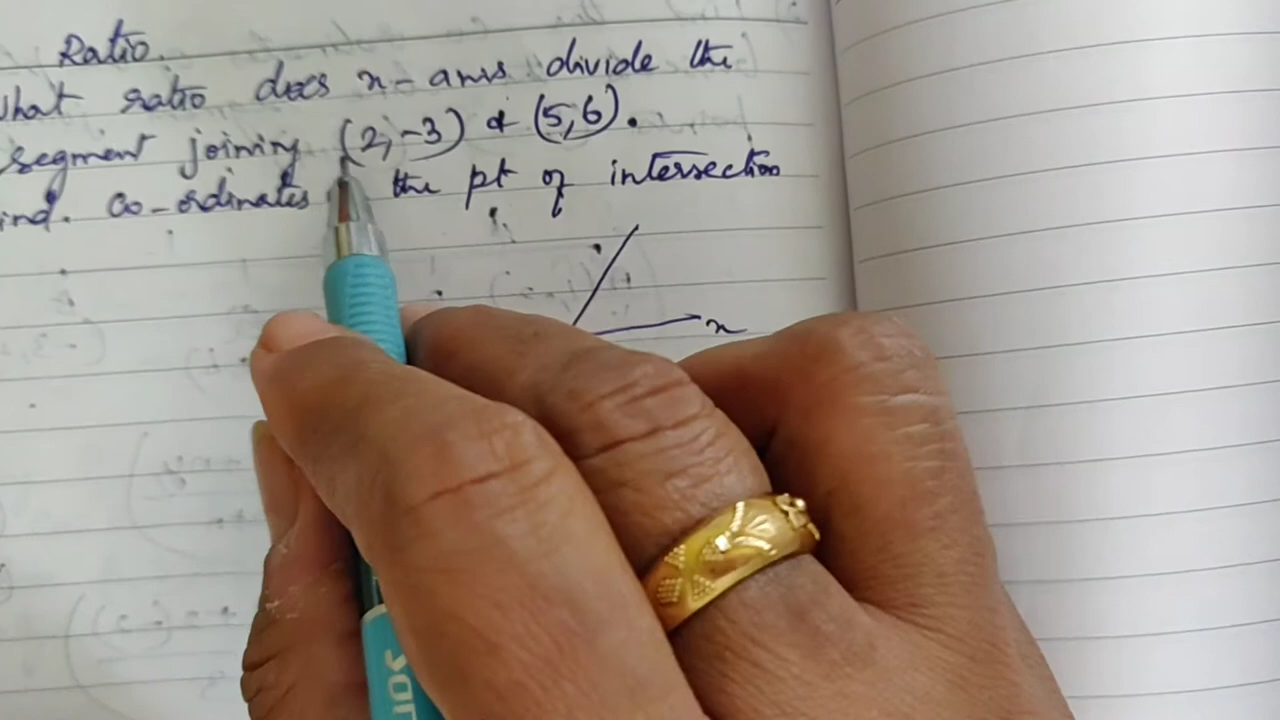 Ratio.
What ratio does x-axis divide the
segment joining (2,-3) & (5,6).
ind. Co-ordinates the pt of intersection
x